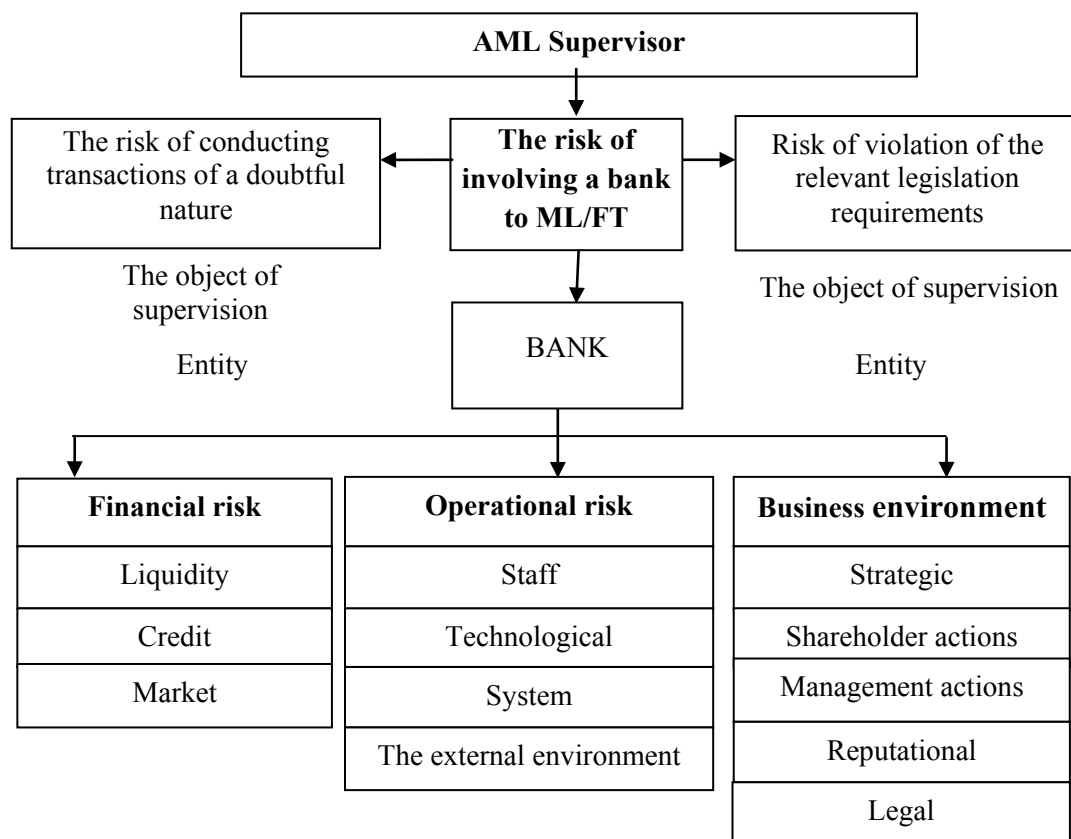 AML Supervisor
The risk of conducting
transactions of a doubtful
nature
The risk of
involving a bank
to ML/FT
Risk of violation of the
relevant legislation
requirements
The object of
supervision
The object of supervision
Entity
BANK
Entity
Financial risk
Liquidity
Credit
Market
Operational risk
Staff
Technological
System
The external environment
Business environment
Strategic
Shareholder actions
Management actions
Reputational
Legal